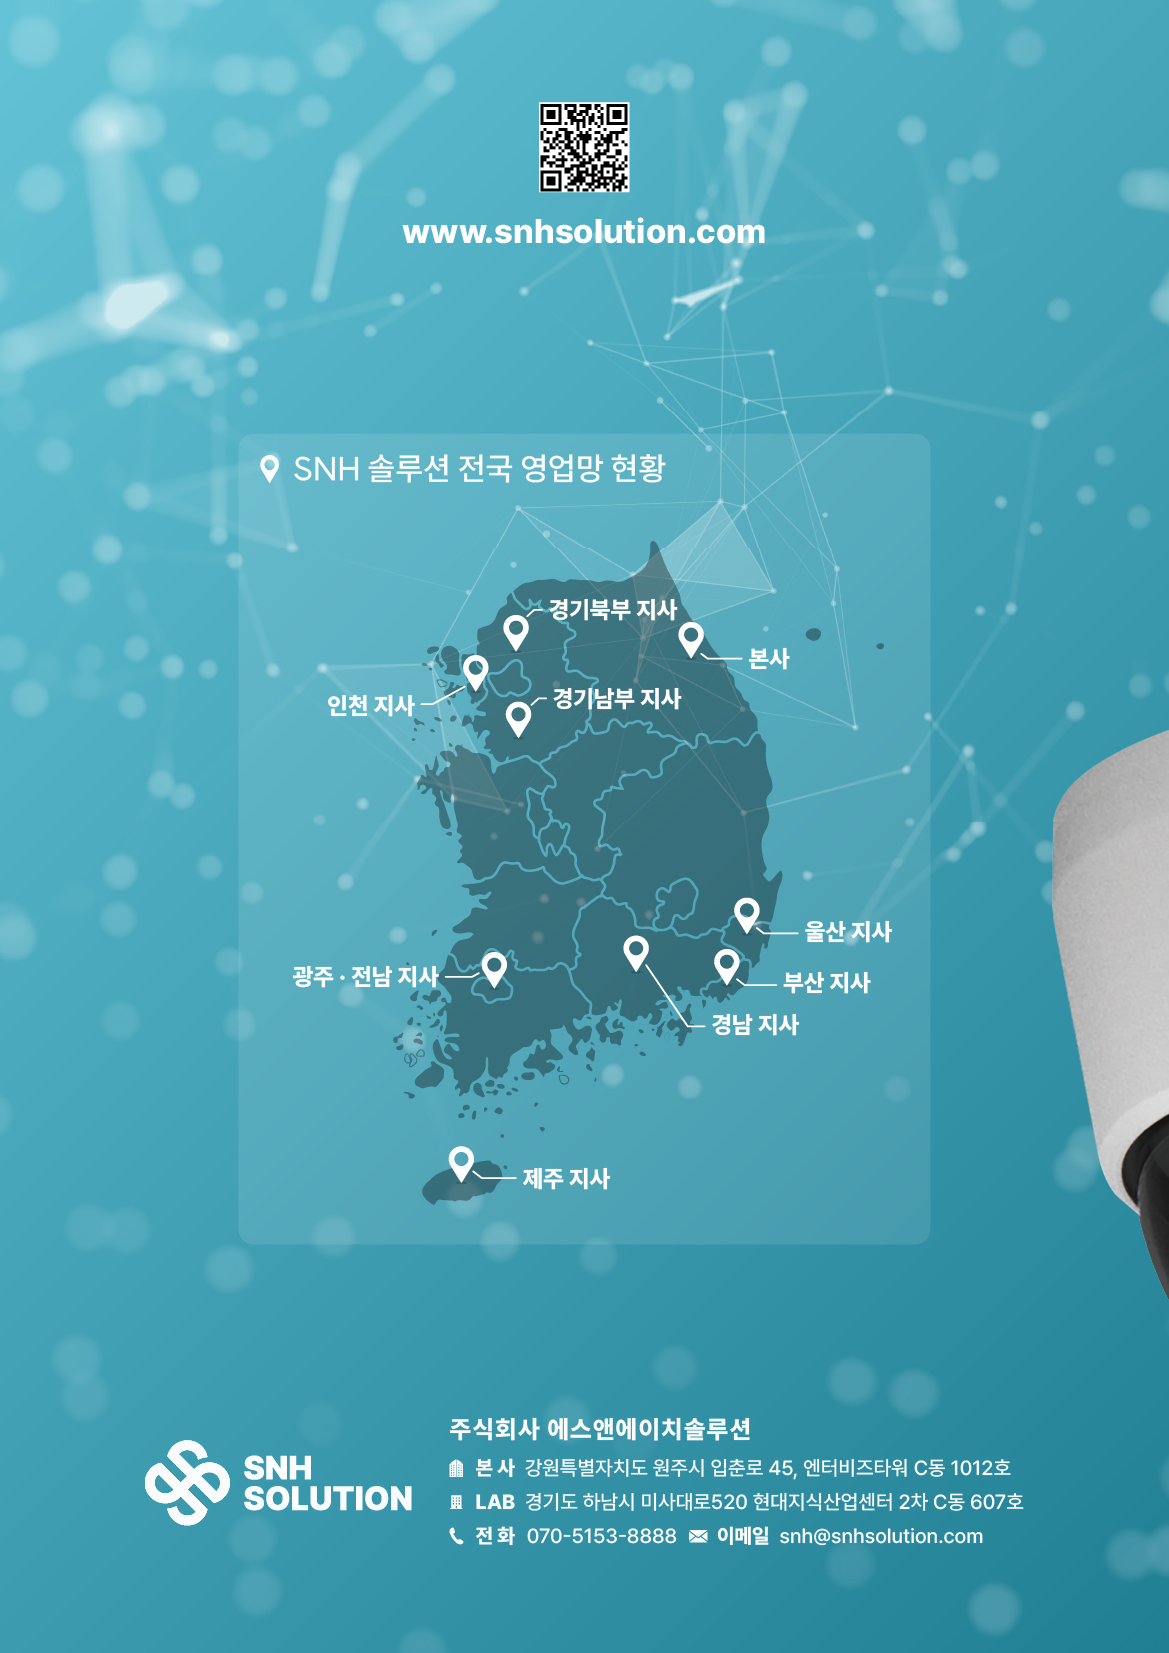 www.snhsolution.com
SNH 솔루션 전국 영업망 현황
경기북부 지사
본사
인천 지사
경기남부 지사
울산 지사
광주 · 전남 지사
부산 지사
경남 지사
제주 지사
SNH
SOLUTION
주식회사 에스앤에이치솔루션
본 사 강원특별자치도 원주시 입춘로 45, 엔터비즈타워 C동 1012호
LAB 경기도 하남시 미사대로520 현대지식산업센터 2차 C동 607호
전 화 070-5153-8888 이메일 snh@snhsolution.com